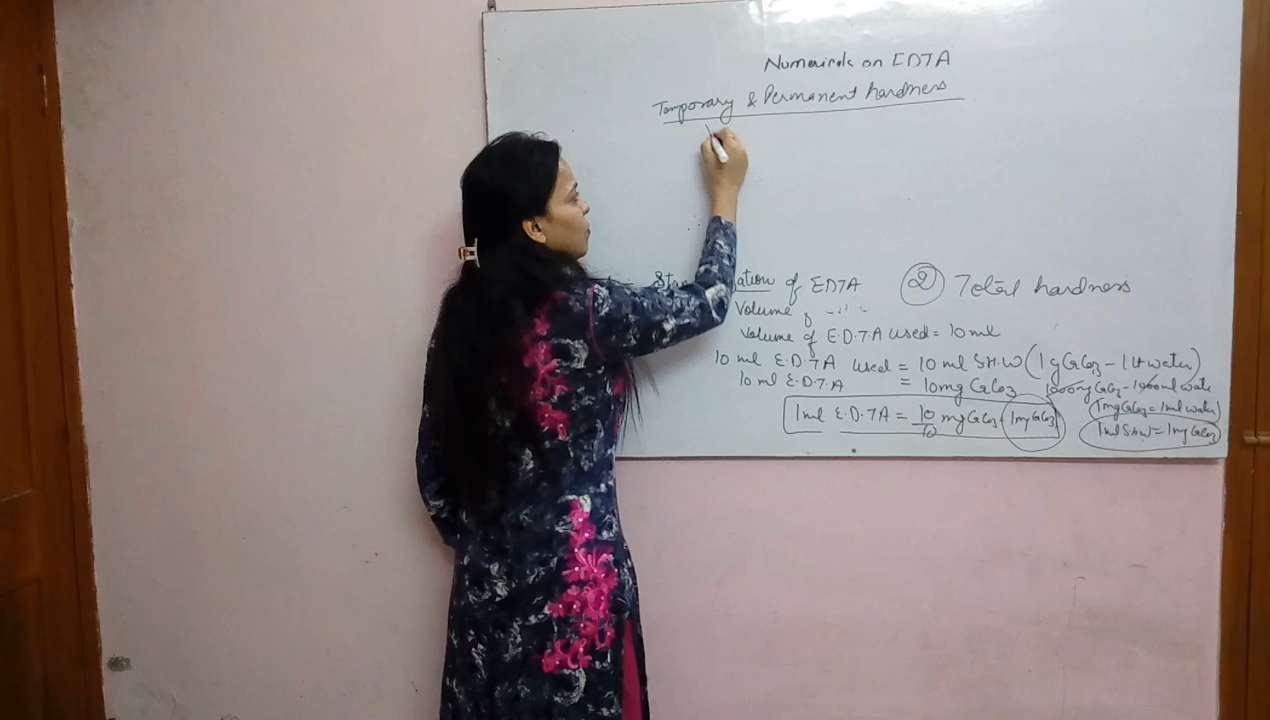 Numericals on EDTA
Temporary & Permanent hardness
ation of EDTA
② Total hardness
Volume of
Volume of E.D.T.A used = 10 ml
10 ml E.D.T.A used = 10 ml S.H.W (1 g CaCO3 - 1 lt water)
10 ml E.D.T.A = 10 mg CaCO3
1000 mg CaCO3 - 1000 ml wate
1 ml E.D.TA = 10/10 mg CaCO3 = 1 mg CaCO3
1 mg CaCO3 = 1 ml water
1 ml S.H.W = 1 mg CaCO3